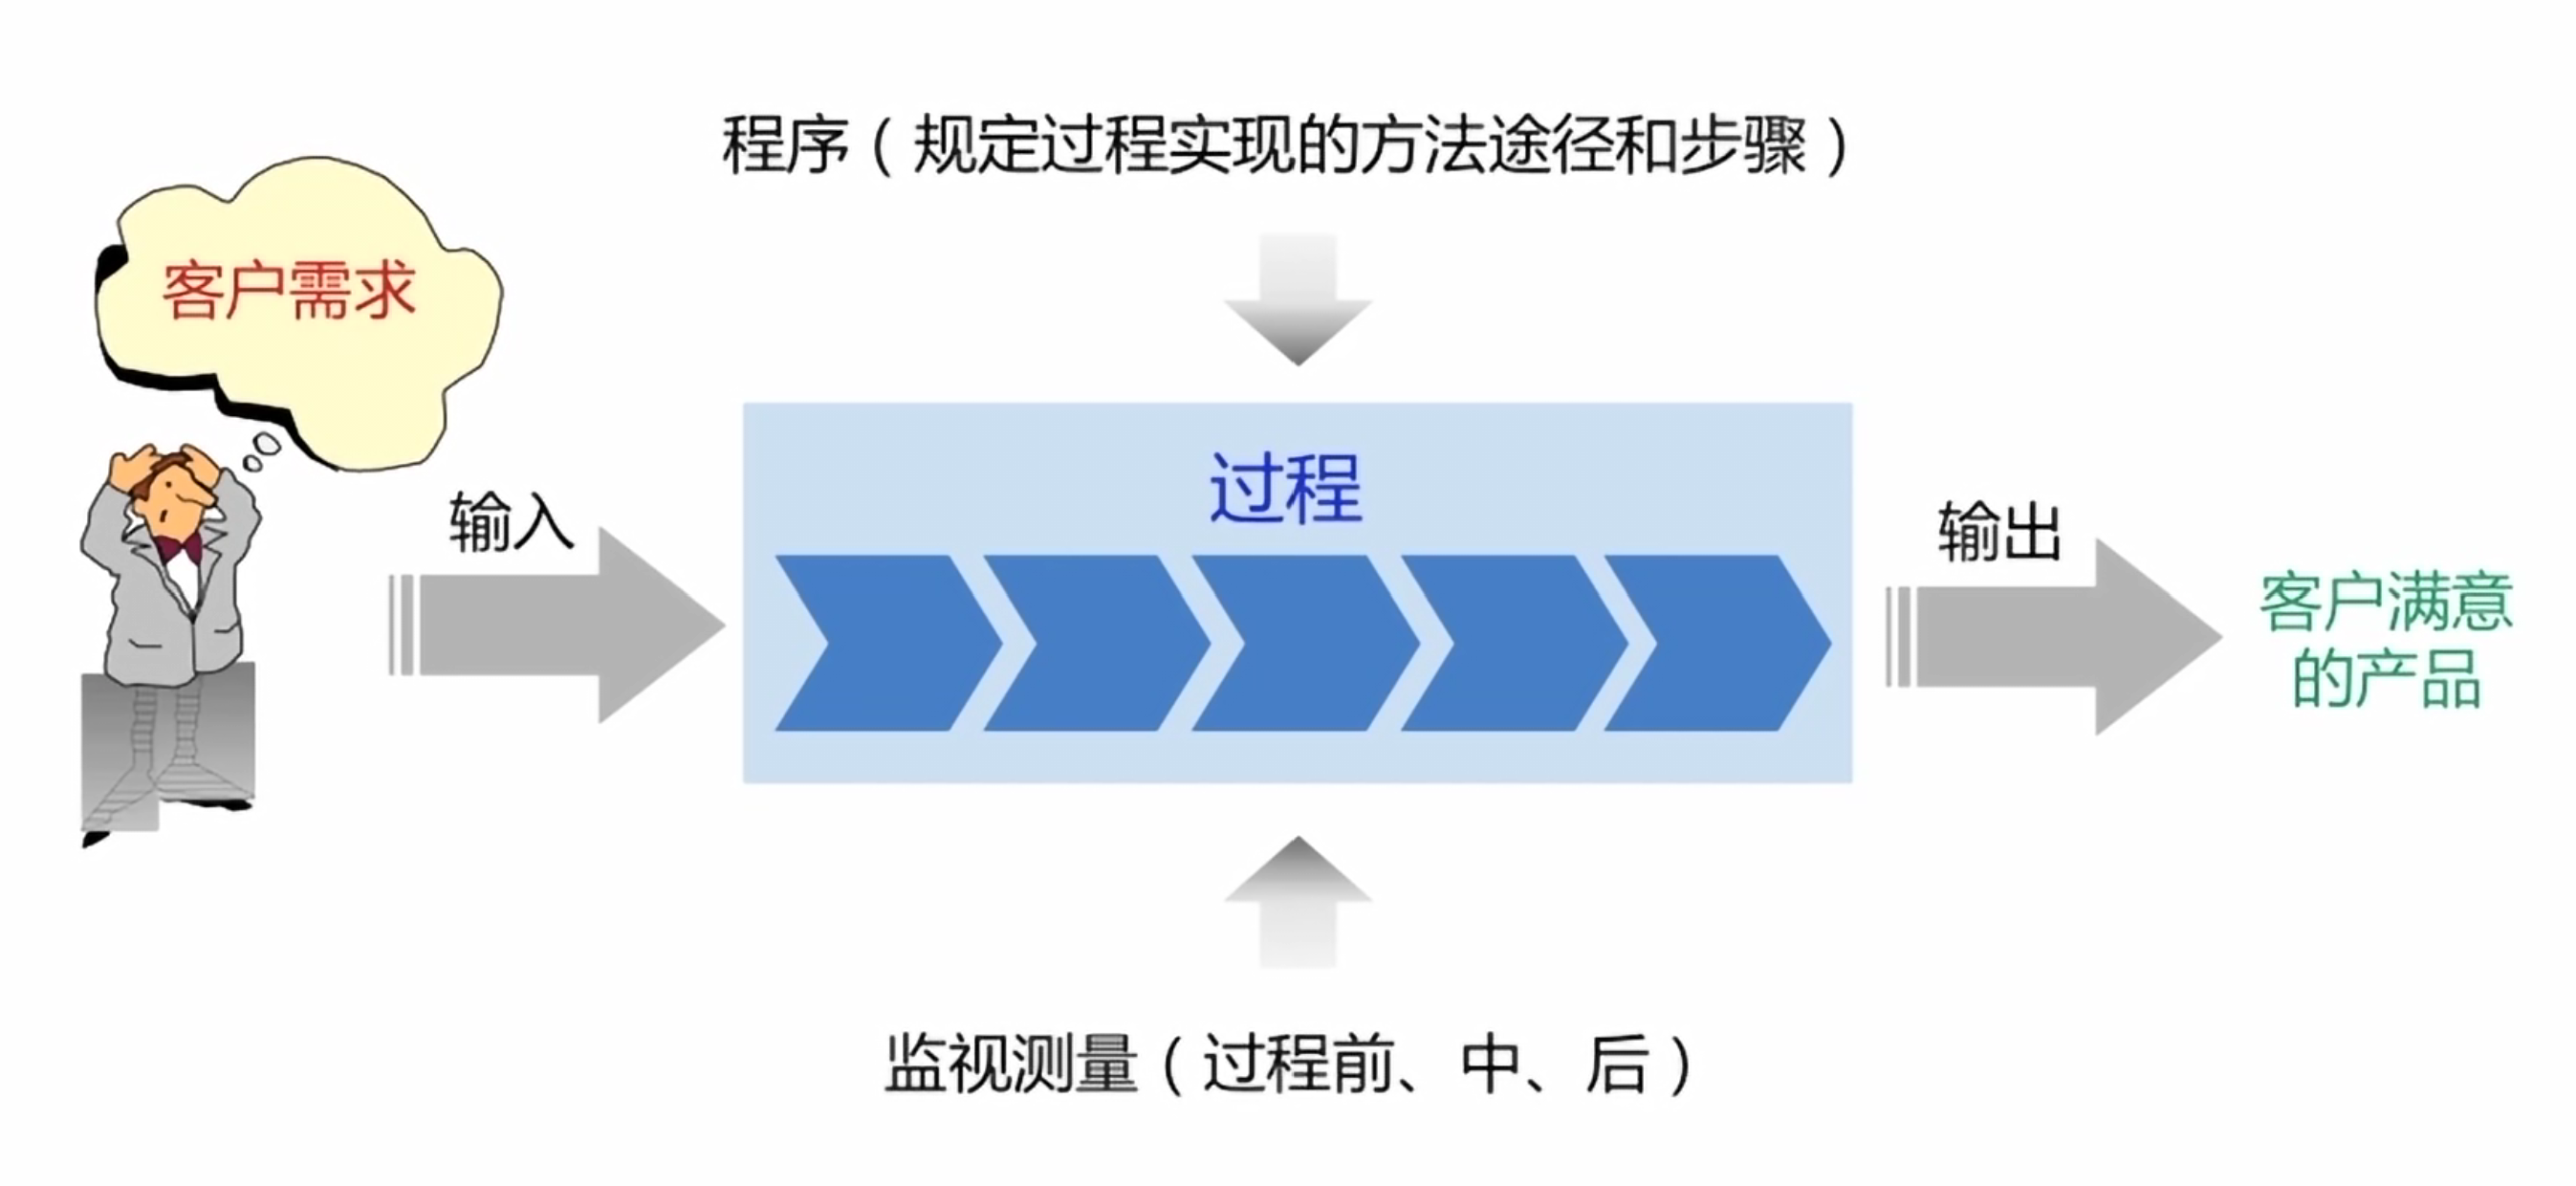 程序（规定过程实现的方法途径和步骤）
客户需求
过程
输入
输出
客户满意
的产品
监视测量（过程前、中、后）